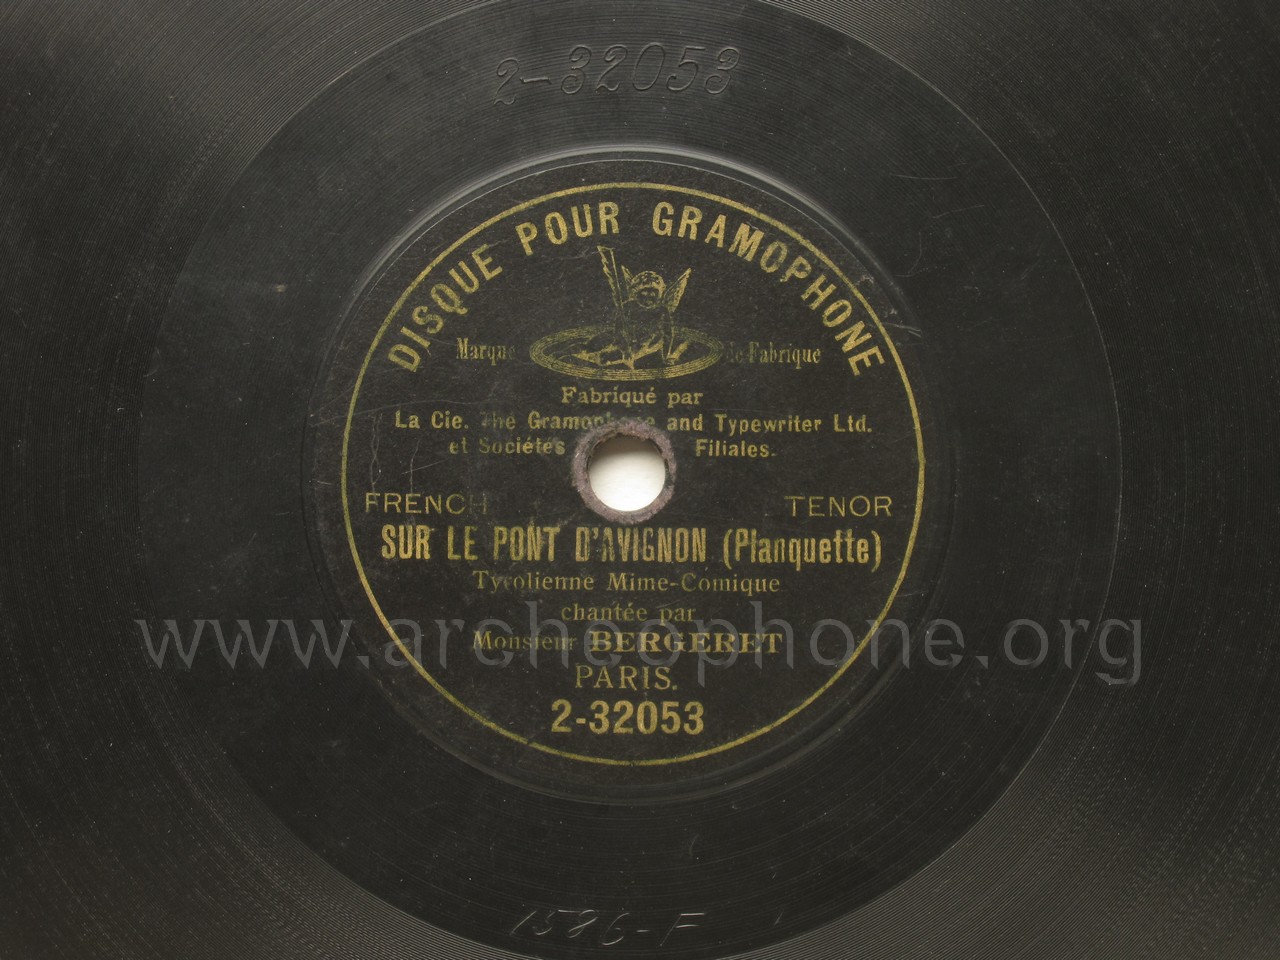 2-32053
DISQUE POUR GRAMOPHONE
Marque de Fabrique
Fabriqué par
La Cie. The Gramophone and Typewriter Ltd.
et Sociétés Filiales.
FRENCH TENOR
SUR LE PONT D'AVIGNON (Planquette)
Tyrolienne Mime-Comique
chantée par
www.archeophone.org
Monsieur BERGERET
PARIS.
2-32053
1586-F